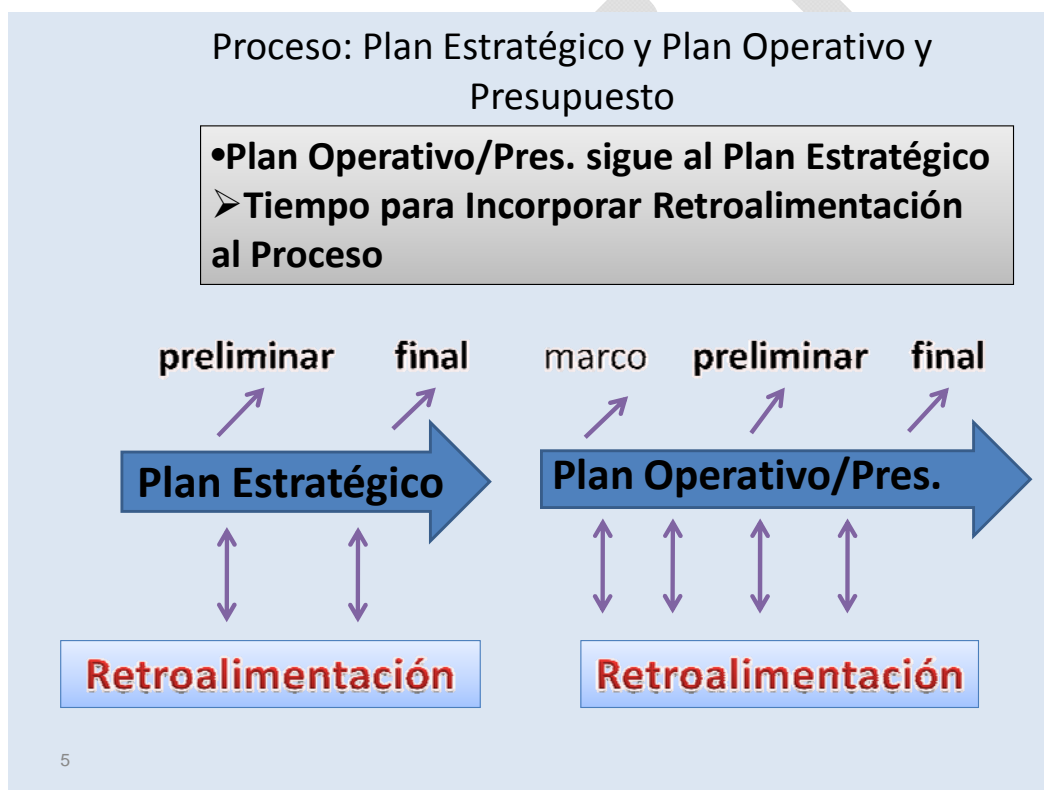 Proceso: Plan Estratégico y Plan Operativo y
Presupuesto
•Plan Operativo/Pres. sigue al Plan Estratégico
➢Tiempo para Incorporar Retroalimentación
al Proceso
preliminar final marco preliminar final
Plan Estratégico Plan Operativo/Pres.
Retroalimentación Retroalimentación
5